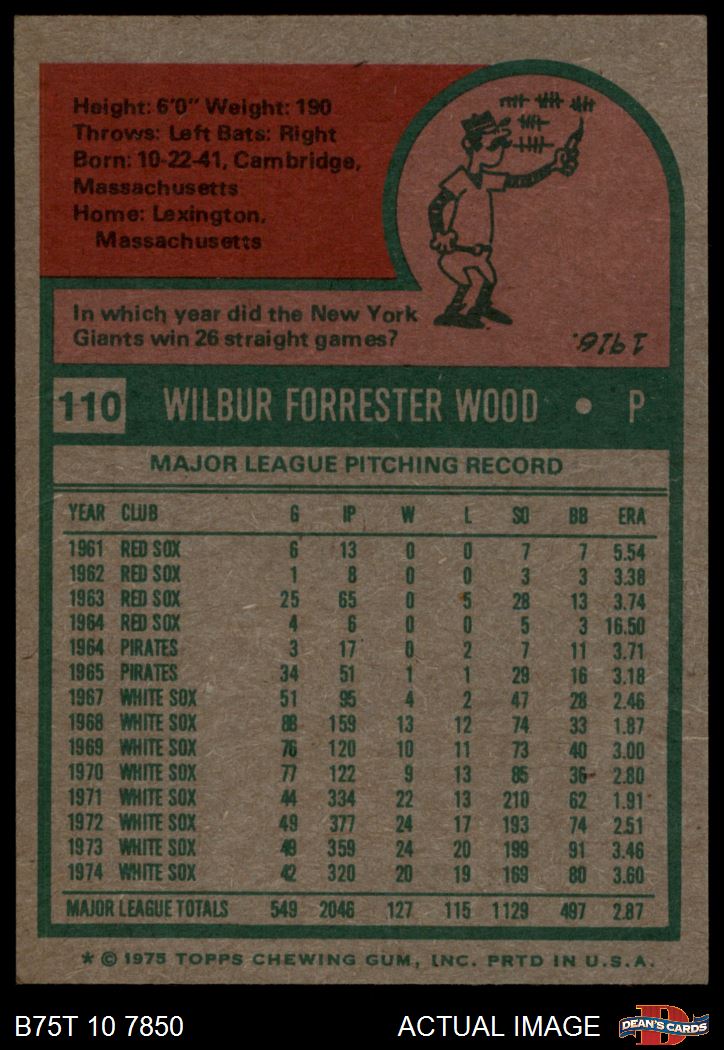 Height: 6'0" Weight: 190
Throws: Left Bats: Right
Born: 10-22-41, Cambridge,
Massachusetts
Home: Lexington,
Massachusetts
In which year did the New York
Giants win 26 straight games?
1916.
110 WILBUR FORRESTER WOOD • P
MAJOR LEAGUE PITCHING RECORD
YEAR CLUB G IP W L SO BB ERA
1961 RED SOX 6 13 0 0 7 7 5.54
1962 RED SOX 1 8 0 0 3 3 3.38
1963 RED SOX 25 65 0 5 28 13 3.74
1964 RED SOX 4 6 0 0 5 3 16.50
1964 PIRATES 3 17 0 2 7 11 3.71
1965 PIRATES 34 51 1 1 29 16 3.18
1967 WHITE SOX 51 95 4 2 47 28 2.46
1968 WHITE SOX 88 159 13 12 74 33 1.87
1969 WHITE SOX 76 120 10 11 73 40 3.00
1970 WHITE SOX 77 122 9 13 85 36 2.80
1971 WHITE SOX 44 334 22 13 210 62 1.91
1972 WHITE SOX 49 377 24 17 193 74 2.51
1973 WHITE SOX 49 359 24 20 199 91 3.46
1974 WHITE SOX 42 320 20 19 169 80 3.60
MAJOR LEAGUE TOTALS 549 2046 127 115 1129 497 2.87
* © 1975 TOPPS CHEWING GUM, INC. PRTD IN U.S.A.
B75T 10 7850 ACTUAL IMAGE D DEAN'S CARDS